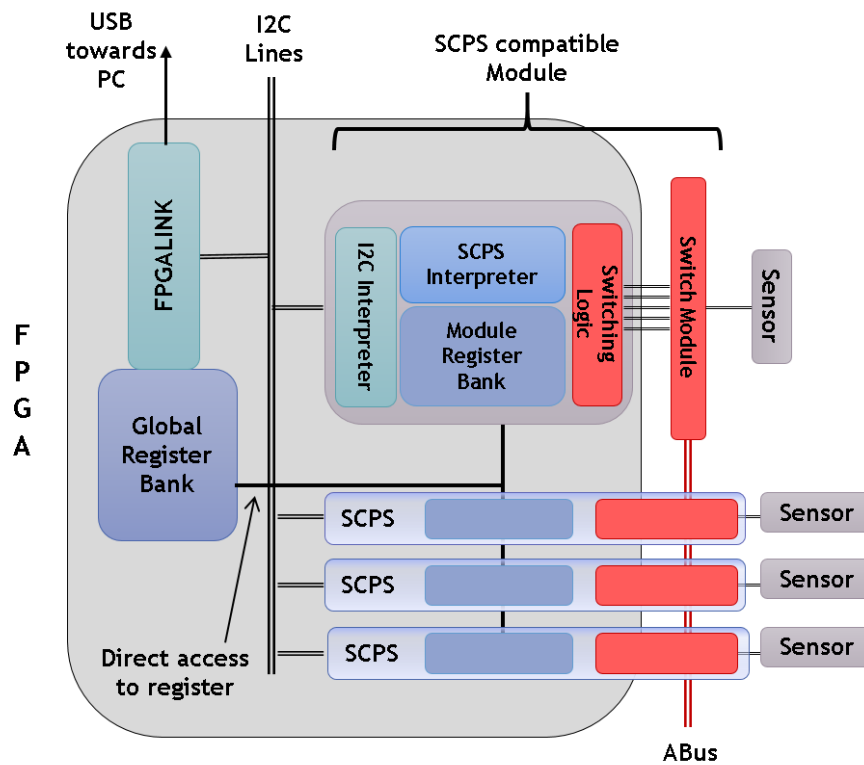 USB
towards
PC
I2C
Lines
SCPS compatible
Module
FPGALINK
I2C Interpreter
SCPS
Interpreter
Module
Register
Bank
Switching
Logic
Switch Module
Sensor
F
P
G
A
Global
Register
Bank
SCPS
Sensor
SCPS
Sensor
SCPS
Sensor
Direct access
to register
ABus